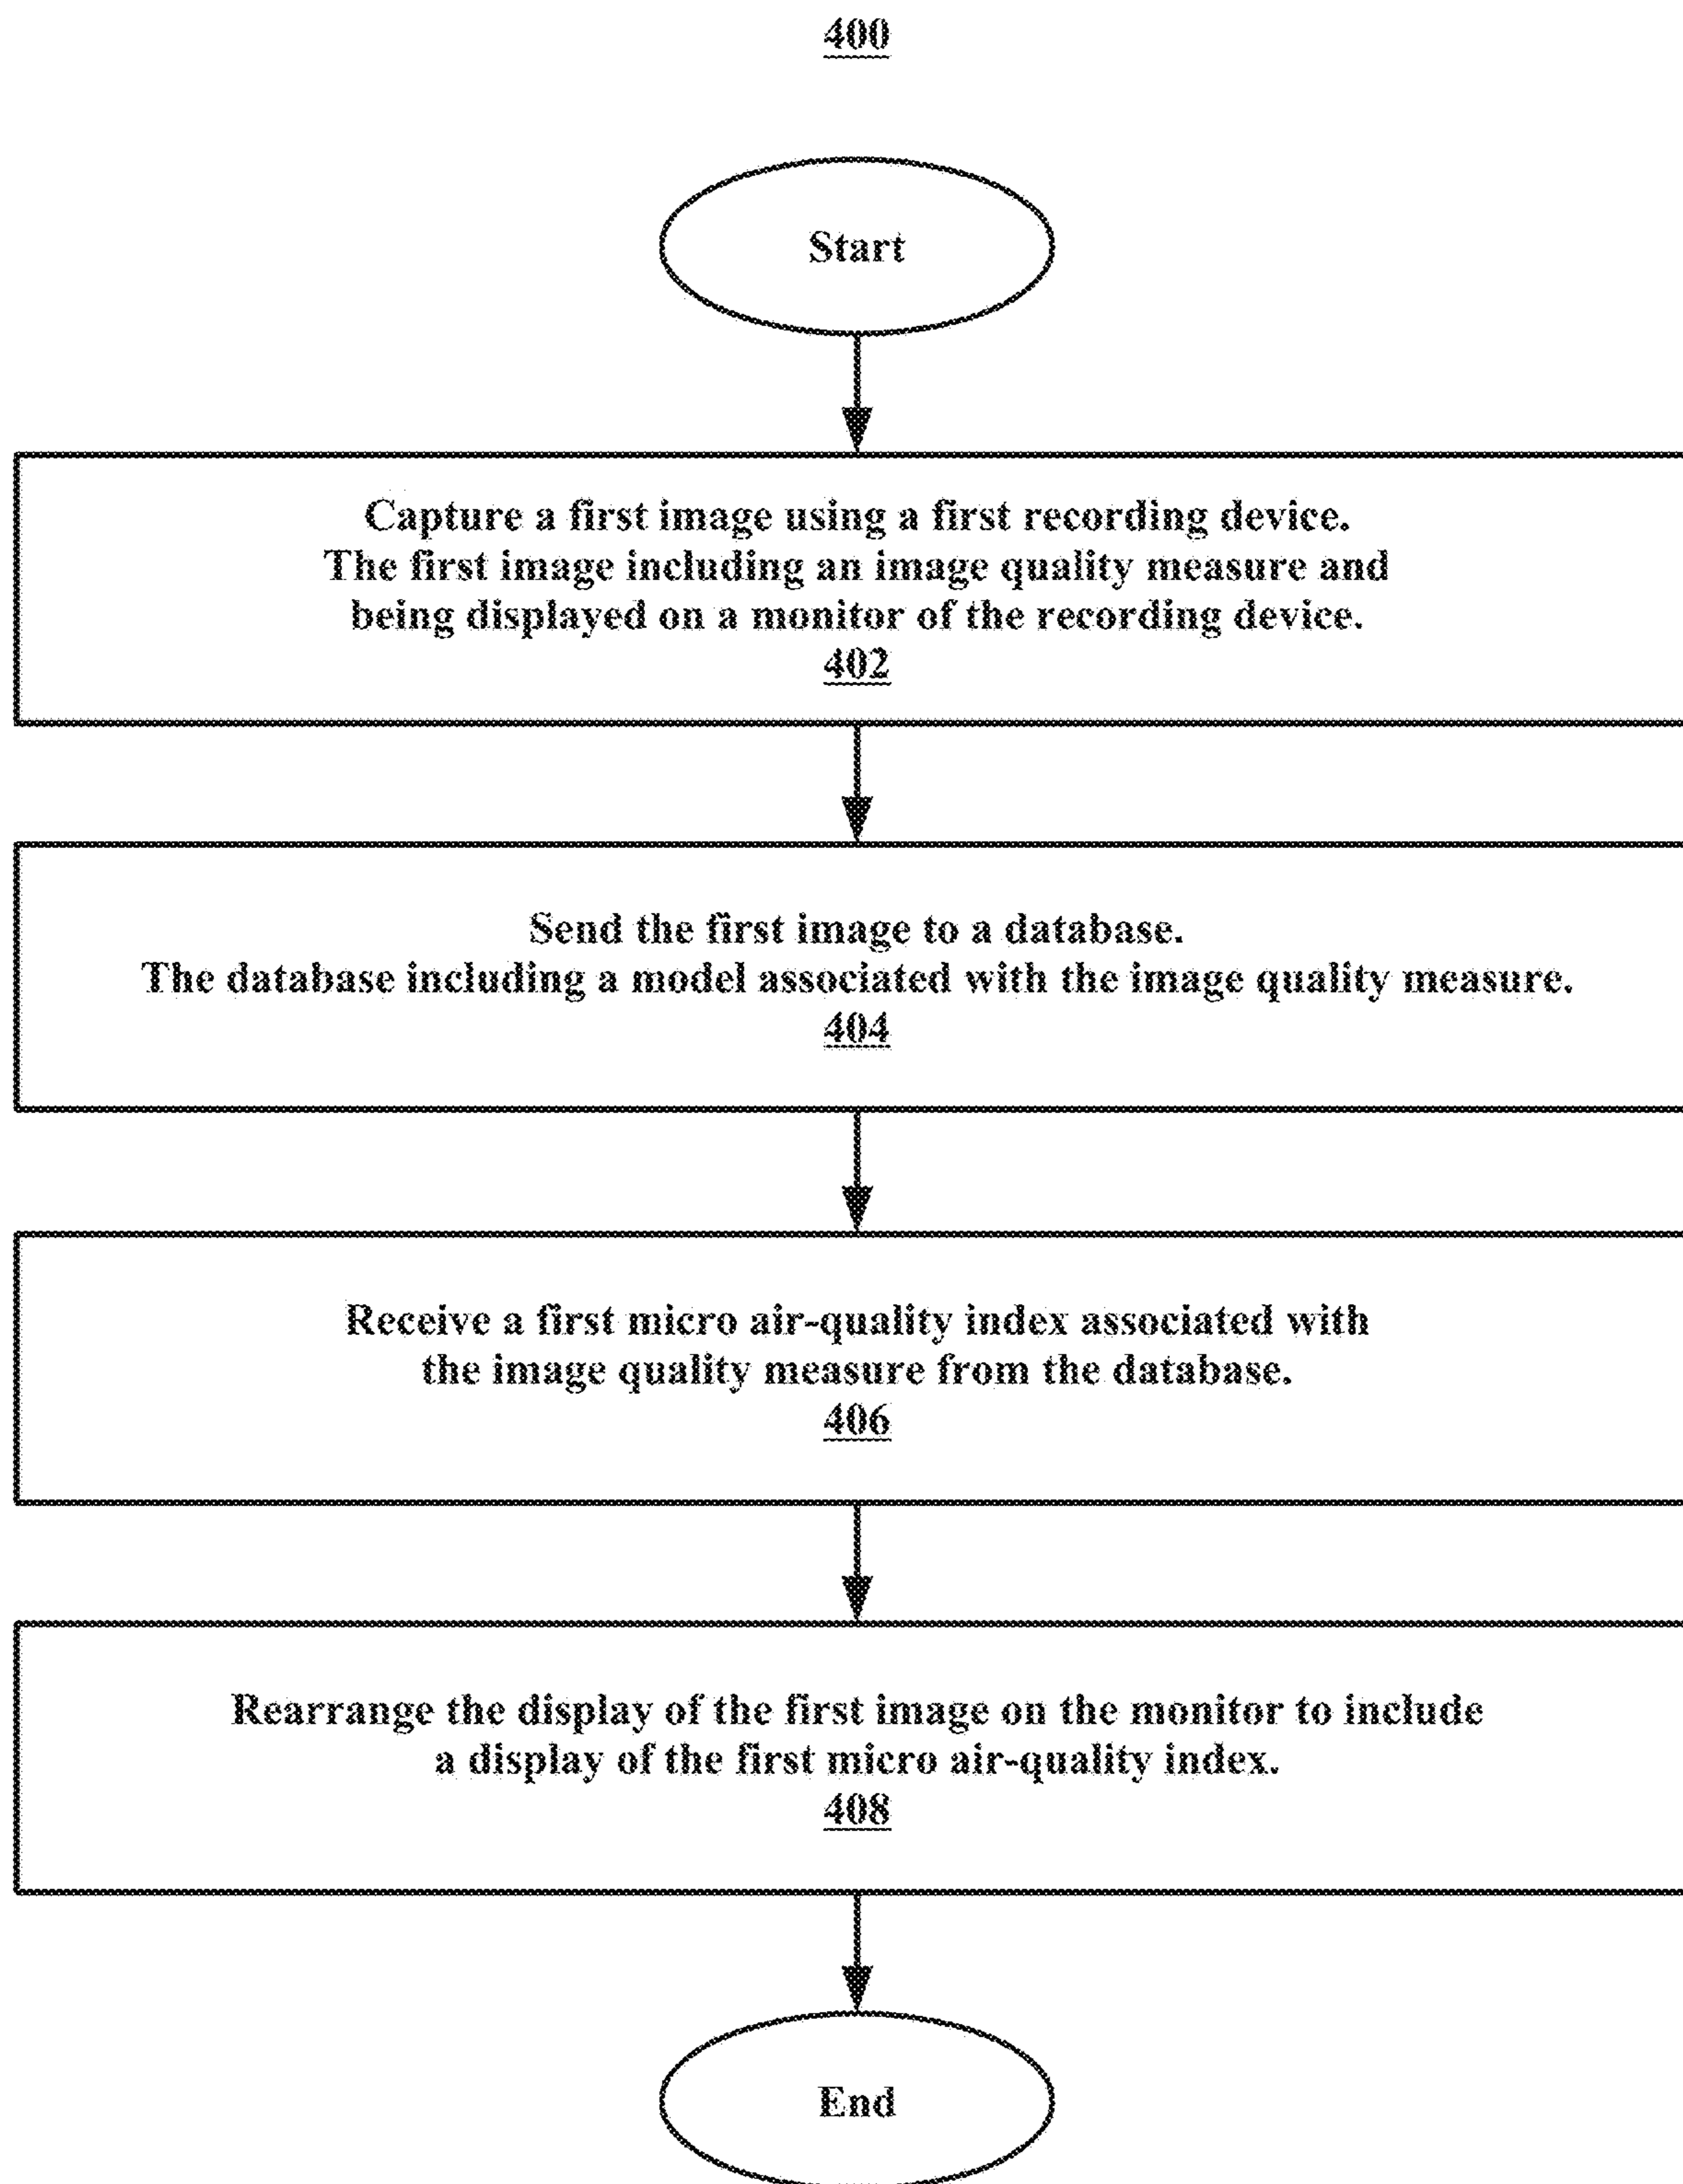 400
Start
Capture a first image using a first recording device.
The first image including an image quality measure and
being displayed on a monitor of the recording device.
402
Send the first image to a database.
The database including a model associated with the image quality measure.
404
Receive a first micro air-quality index associated with
the image quality measure from the database.
406
Rearrange the display of the first image on the monitor to include
a display of the first micro air-quality index.
408
End